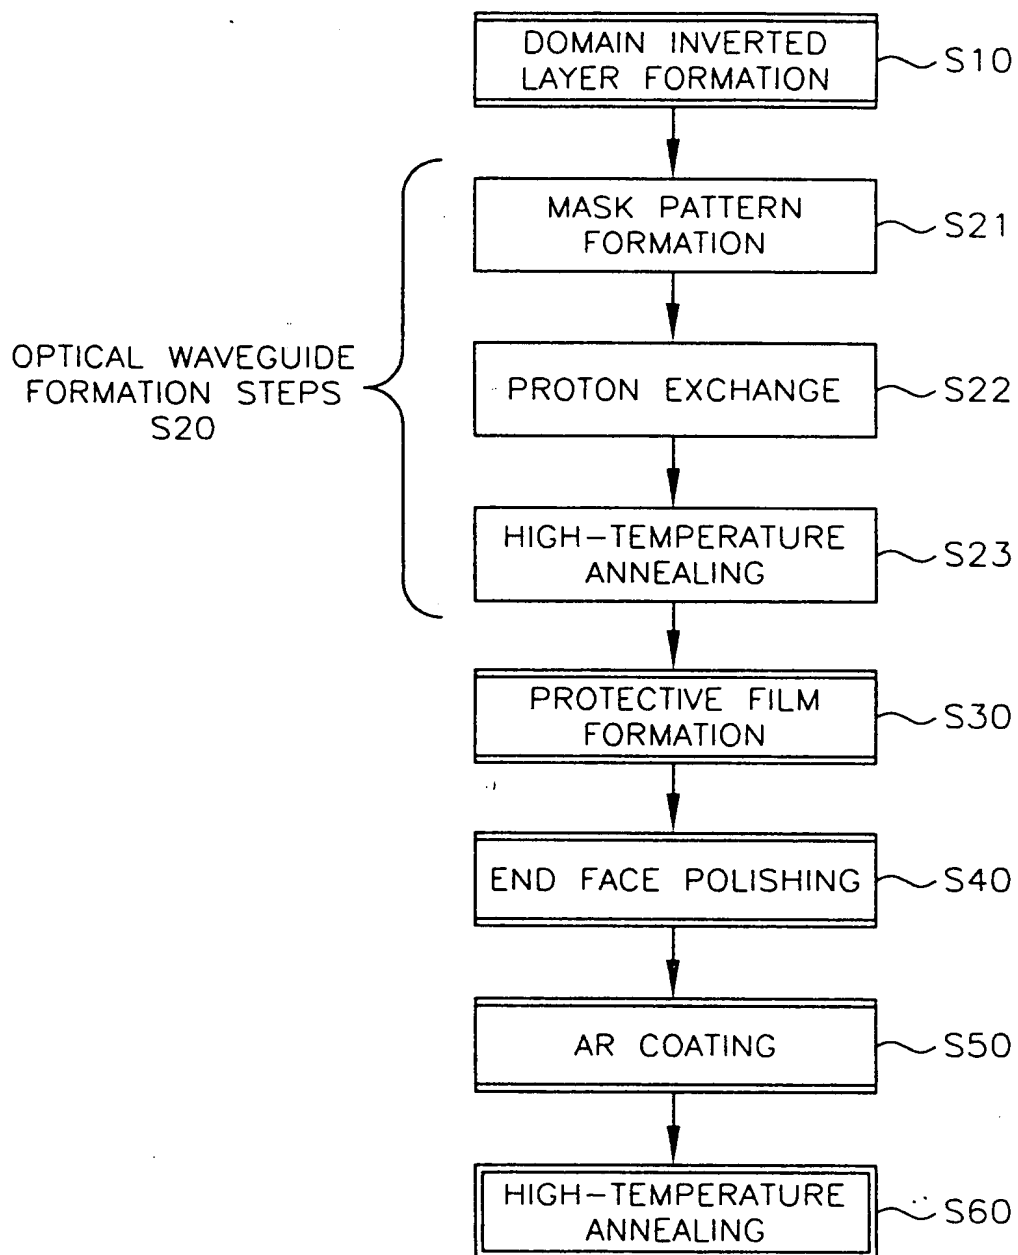 DOMAIN INVERTED
LAYER FORMATION
S10
MASK PATTERN
FORMATION
S21
OPTICAL WAVEGUIDE
FORMATION STEPS
S20
PROTON EXCHANGE
S22
HIGH-TEMPERATURE
ANNEALING
S23
PROTECTIVE FILM
FORMATION
S30
END FACE POLISHING
S40
AR COATING
S50
HIGH-TEMPERATURE
ANNEALING
S60